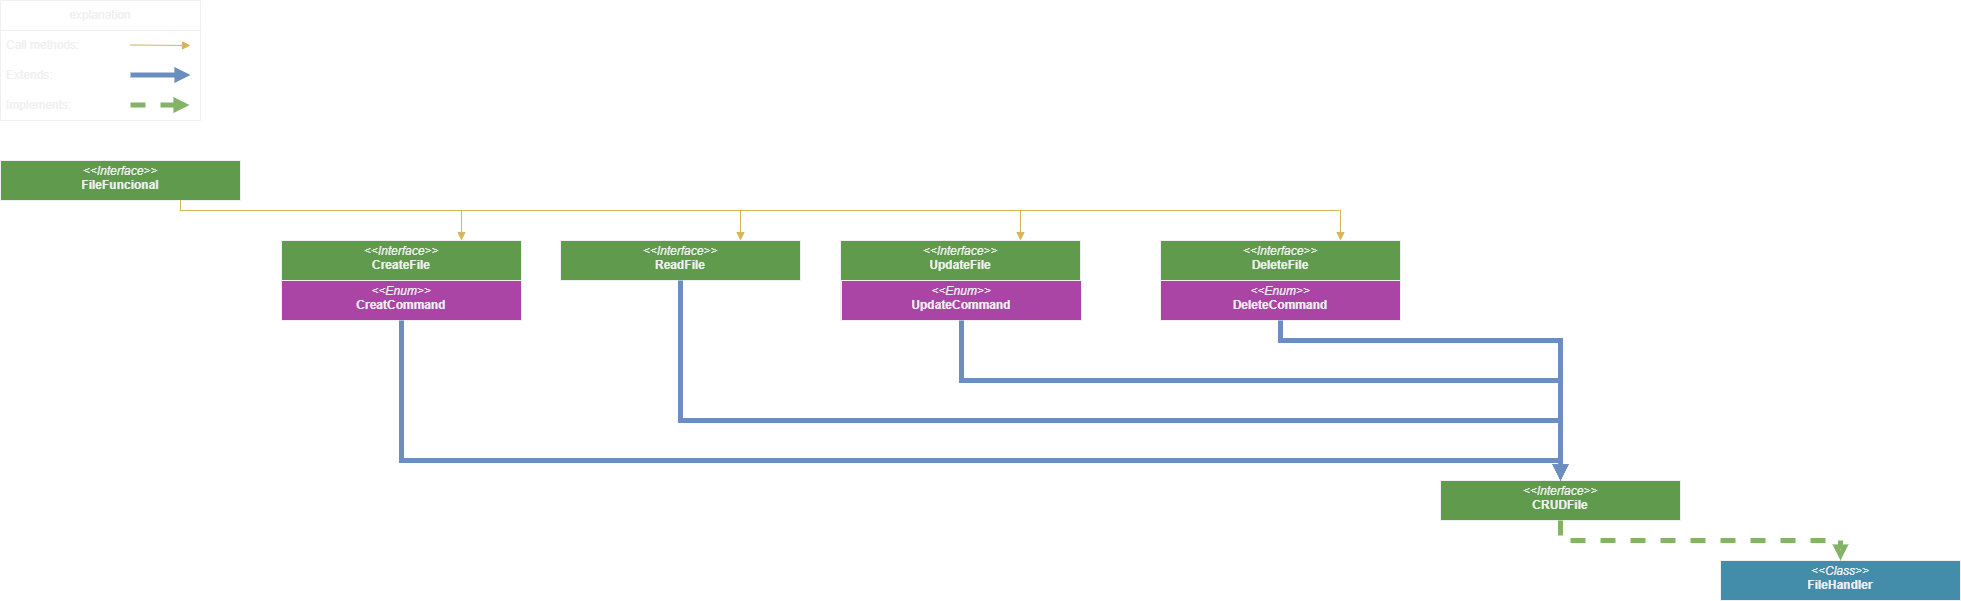 explanation
Call methods:
Extends:
Implements:
<<Interface>>
FileFuncional
<<Interface>>
CreateFile
<<Enum>>
CreatCommand
<<Interface>>
ReadFile
<<Interface>>
UpdateFile
<<Enum>>
UpdateCommand
<<Interface>>
DeleteFile
<<Enum>>
DeleteCommand
<<Interface>>
CRUDFile
<<Class>>
FileHandler